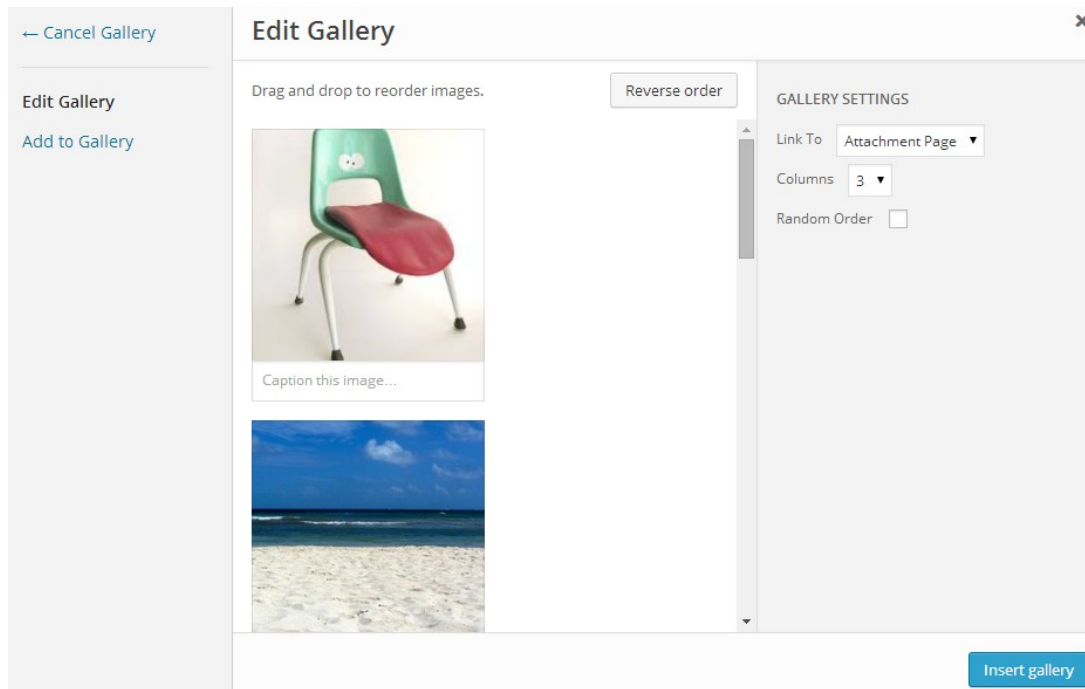 ← Cancel Gallery
Edit Gallery
Add to Gallery
Edit Gallery
Drag and drop to reorder images.
Reverse order
Caption this image...
GALLERY SETTINGS
Link To Attachment Page
Columns 3
Random Order
Insert gallery